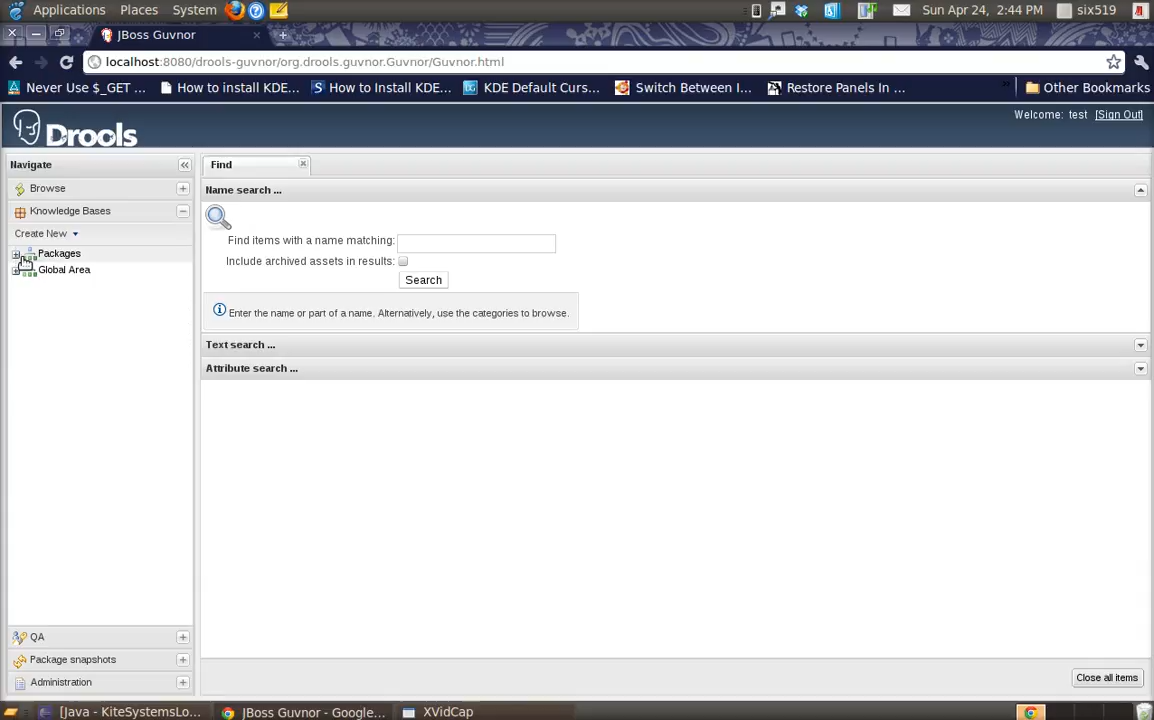 Applications Places System Sun Apr 24, 2:44 PM six519
JBoss Guvnor
localhost:8080/drools-guvnor/org.drools.guvnor.Guvnor/Guvnor.html
Never Use $_GET ... How to install KDE... How to Install KDE... KDE Default Curs... Switch Between I... Restore Panels In ... Other Bookmarks
Drools
Welcome: test [Sign Out]
Navigate
Browse
Knowledge Bases
Create New
Packages
Global Area
QA
Package snapshots
Administration
Find
Name search ...
Find items with a name matching:
Include archived assets in results:
Search
Enter the name or part of a name. Alternatively, use the categories to browse.
Text search ...
Attribute search ...
Close all items
[Java - KiteSystemsLo... JBoss Guvnor - Google... XVidCap